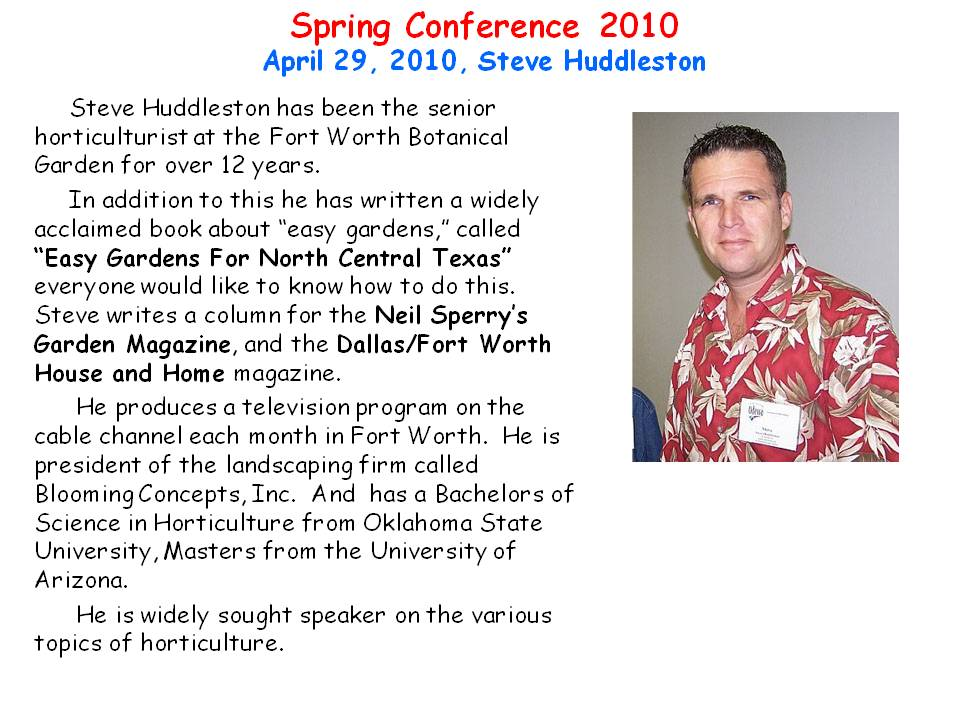 Spring Conference 2010
April 29, 2010, Steve Huddleston
Steve Huddleston has been the senior
horticulturist at the Fort Worth Botanical
Garden for over 12 years.
In addition to this he has written a widely
acclaimed book about “easy gardens,” called
“Easy Gardens For North Central Texas”
everyone would like to know how to do this.
Steve writes a column for the Neil Sperry’s
Garden Magazine, and the Dallas/Fort Worth
House and Home magazine.
He produces a television program on the
cable channel each month in Fort Worth. He is
president of the landscaping firm called
Blooming Concepts, Inc. And has a Bachelors of
Science in Horticulture from Oklahoma State
University, Masters from the University of
Arizona.
He is widely sought speaker on the various
topics of horticulture.
Steve